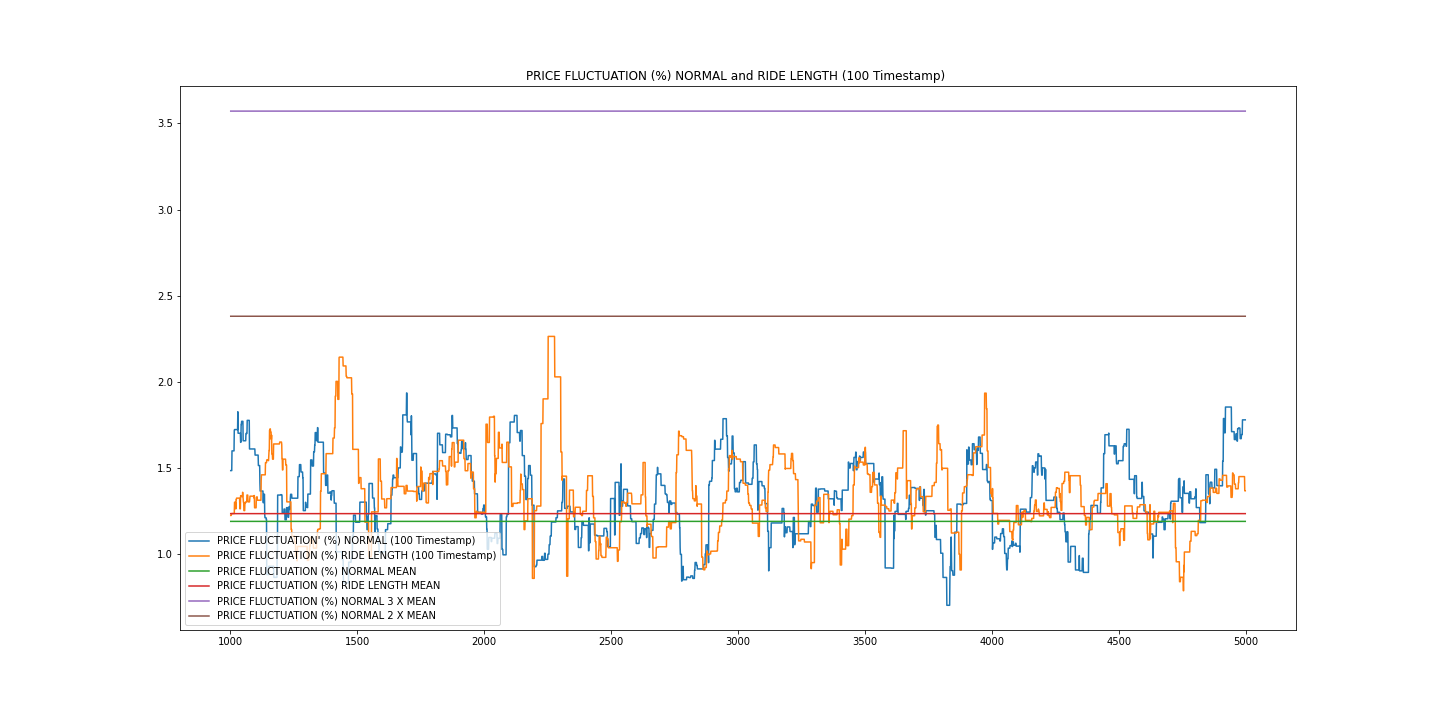 PRICE FLUCTUATION (%) NORMAL and RIDE LENGTH (100 Timestamp)
3.5
3.0
2.5
2.0
1.5
1.0
PRICE FLUCTUATION' (%) NORMAL (100 Timestamp)
PRICE FLUCTUATION (%) RIDE LENGTH (100 Timestamp)
PRICE FLUCTUATION (%) NORMAL MEAN
PRICE FLUCTUATION (%) RIDE LENGTH MEAN
PRICE FLUCTUATION (%) NORMAL 3 X MEAN
PRICE FLUCTUATION (%) NORMAL 2 X MEAN
1000 1500 2000 2500 3000 3500 4000 4500 5000